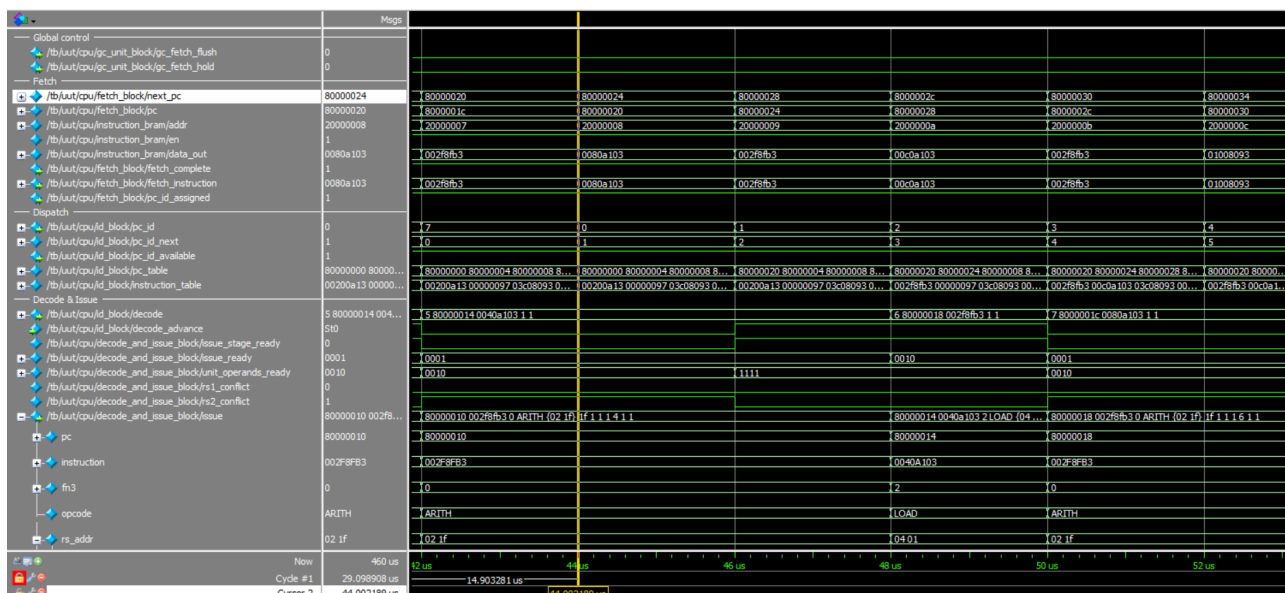 Msgs
Global control
/tb/uut/cpu/gc_unit_block/gc_fetch_flush 0
/tb/uut/cpu/gc_unit_block/gc_fetch_hold 0
Fetch
/tb/uut/cpu/fetch_block/next_pc 80000024 80000020 80000024 80000028 8000002c 80000030 80000034
/tb/uut/cpu/fetch_block/pc 80000020 8000001c 80000020 80000024 80000028 8000002c 80000030
/tb/uut/cpu/instruction_bram/addr 20000008 20000007 20000008 20000009 2000000a 2000000b 2000000c
/tb/uut/cpu/instruction_bram/en 1
/tb/uut/cpu/instruction_bram/data_out 0080a103 002f8fb3 0080a103 002f8fb3 00c0a103 002f8fb3 01008093
/tb/uut/cpu/fetch_block/fetch_complete 1
/tb/uut/cpu/fetch_block/fetch_instruction 0080a103 002f8fb3 0080a103 002f8fb3 00c0a103 002f8fb3 01008093
/tb/uut/cpu/fetch_block/pc_id_assigned 1
Dispatch
/tb/uut/cpu/id_block/pc_id 0 7 0 1 2 3 4
/tb/uut/cpu/id_block/pc_id_next 1 0 1 2 3 4 5
/tb/uut/cpu/id_block/pc_id_available 1
/tb/uut/cpu/id_block/pc_table 80000000 80000... 80000000 80000004 80000008 8... 80000000 80000004 80000008 8... 80000020 80000004 80000008 8... 80000020 80000024 80000008 8... 80000020 80000024 80000028 8... 80000020 80000...
/tb/uut/cpu/id_block/instruction_table 00200a13 00000... 00200a13 00000097 03c08093 0... 00200a13 00000097 03c08093 0... 00200a13 00000097 03c08093 0... 002f8fb3 00000097 03c08093 00... 002f8fb3 00c0a103 03c08093 00... 002f8fb3 00c0a1...
Decode & Issue
/tb/uut/cpu/id_block/decode 5 80000014 004... 5 80000014 0040a103 1 1 6 80000018 002f8fb3 1 1 7 8000001c 0080a103 1 1
/tb/uut/cpu/id_block/decode_advance St0
/tb/uut/cpu/decode_and_issue_block/issue_stage_ready 0
/tb/uut/cpu/decode_and_issue_block/issue_ready 0001 0001 0010 0001
/tb/uut/cpu/decode_and_issue_block/unit_operands_ready 0010 0010 1111 0010
/tb/uut/cpu/decode_and_issue_block/rs1_conflict 0
/tb/uut/cpu/decode_and_issue_block/rs2_conflict 1
/tb/uut/cpu/decode_and_issue_block/issue 80000010 002f8... 80000010 002f8fb3 0 ARITH {02 1f} 1f 1 1 1 4 1 1 80000014 0040a103 2 LOAD {04 ... 80000018 002f8fb3 0 ARITH {02 1f} 1f 1 1 1 6 1 1
pc 80000010 80000010 80000014 80000018
instruction 002F8FB3 002F8FB3 0040A103 002F8FB3
fn3 0 0 2 0
opcode ARITH ARITH LOAD ARITH
rs_addr 02 1f 02 1f 04 01 02 1f
Now 460 us 42 us 44 us 46 us 48 us 50 us 52 us
Cycle #1 29.098908 us 14.903281 us